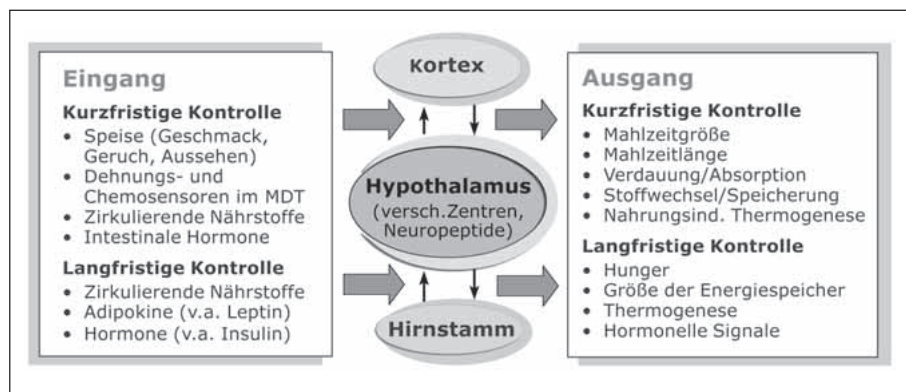 Eingang
Kurzfristige Kontrolle
• Speise (Geschmack,
Geruch, Aussehen)
• Dehnungs- und
Chemosensoren im MDT
• Zirkulierende Nährstoffe
• Intestinale Hormone
Langfristige Kontrolle
• Zirkulierende Nährstoffe
• Adipokine (v.a. Leptin)
• Hormone (v.a. Insulin)
Kortex
Hypothalamus
(versch.Zentren,
Neuropeptide)
Hirnstamm
Ausgang
Kurzfristige Kontrolle
• Mahlzeitgröße
• Mahlzeitlänge
• Verdauung/Absorption
• Stoffwechsel/Speicherung
• Nahrungsind. Thermogenese
Langfristige Kontrolle
• Hunger
• Größe der Energiespeicher
• Thermogenese
• Hormonelle Signale